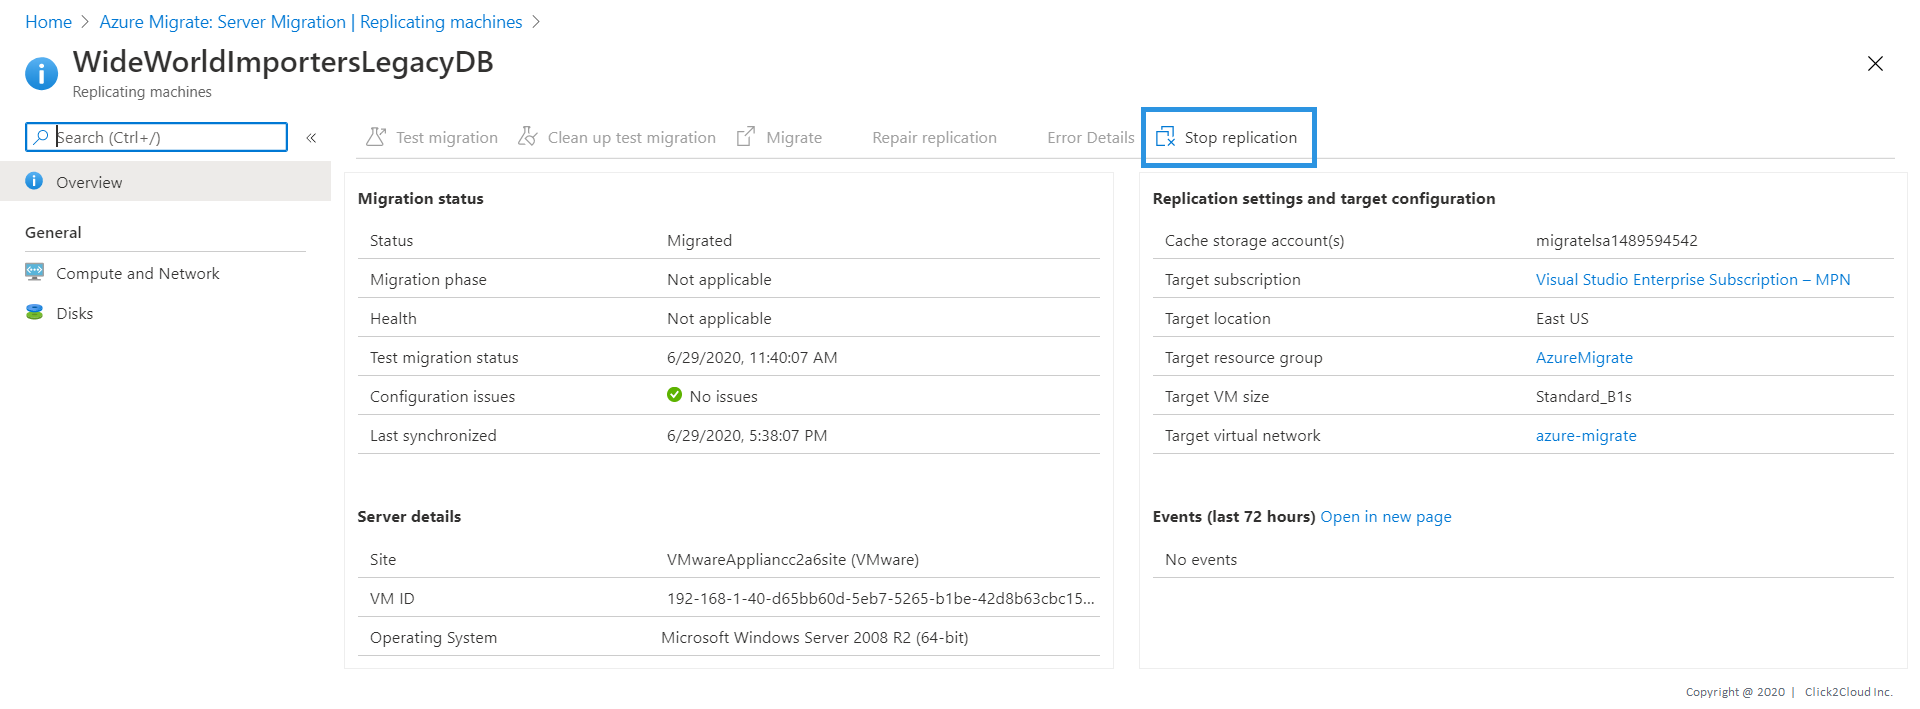 Home > Azure Migrate: Server Migration | Replicating machines >
WideWorldImportersLegacyDB
Replicating machines
Search (Ctrl+/)
«
Overview
General
Compute and Network
Disks
Test migration Clean up test migration Migrate Repair replication Error Details Stop replication
Migration status
Status Migrated
Migration phase Not applicable
Health Not applicable
Test migration status 6/29/2020, 11:40:07 AM
Configuration issues No issues
Last synchronized 6/29/2020, 5:38:07 PM
Server details
Site VMwareAppliancc2a6site (VMware)
VM ID 192-168-1-40-d65bb60d-5eb7-5265-b1be-42d8b63cbc15...
Operating System Microsoft Windows Server 2008 R2 (64-bit)
Replication settings and target configuration
Cache storage account(s) migratelsa1489594542
Target subscription Visual Studio Enterprise Subscription – MPN
Target location East US
Target resource group AzureMigrate
Target VM size Standard_B1s
Target virtual network azure-migrate
Events (last 72 hours) Open in new page
No events
Copyright @ 2020 | Click2Cloud Inc.